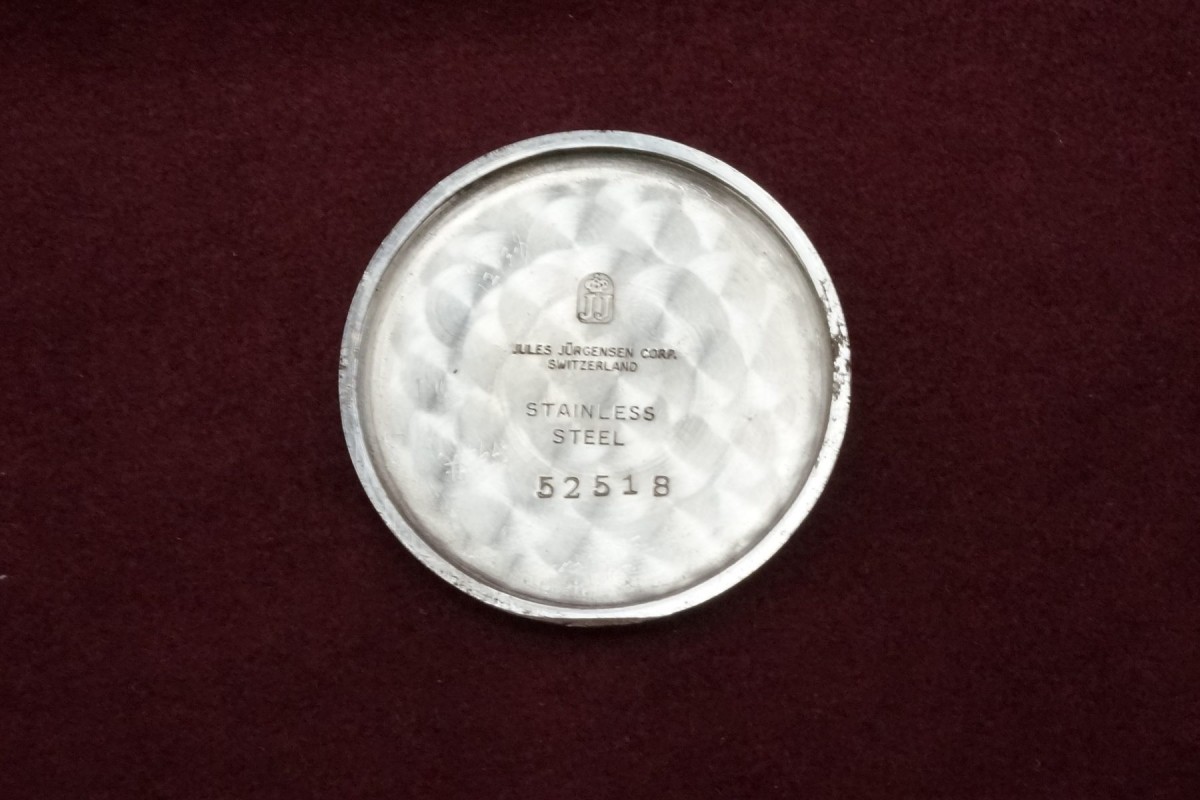 JJ
JULES JÜRGENSEN CORP.
SWITZERLAND
STAINLESS
STEEL
52518